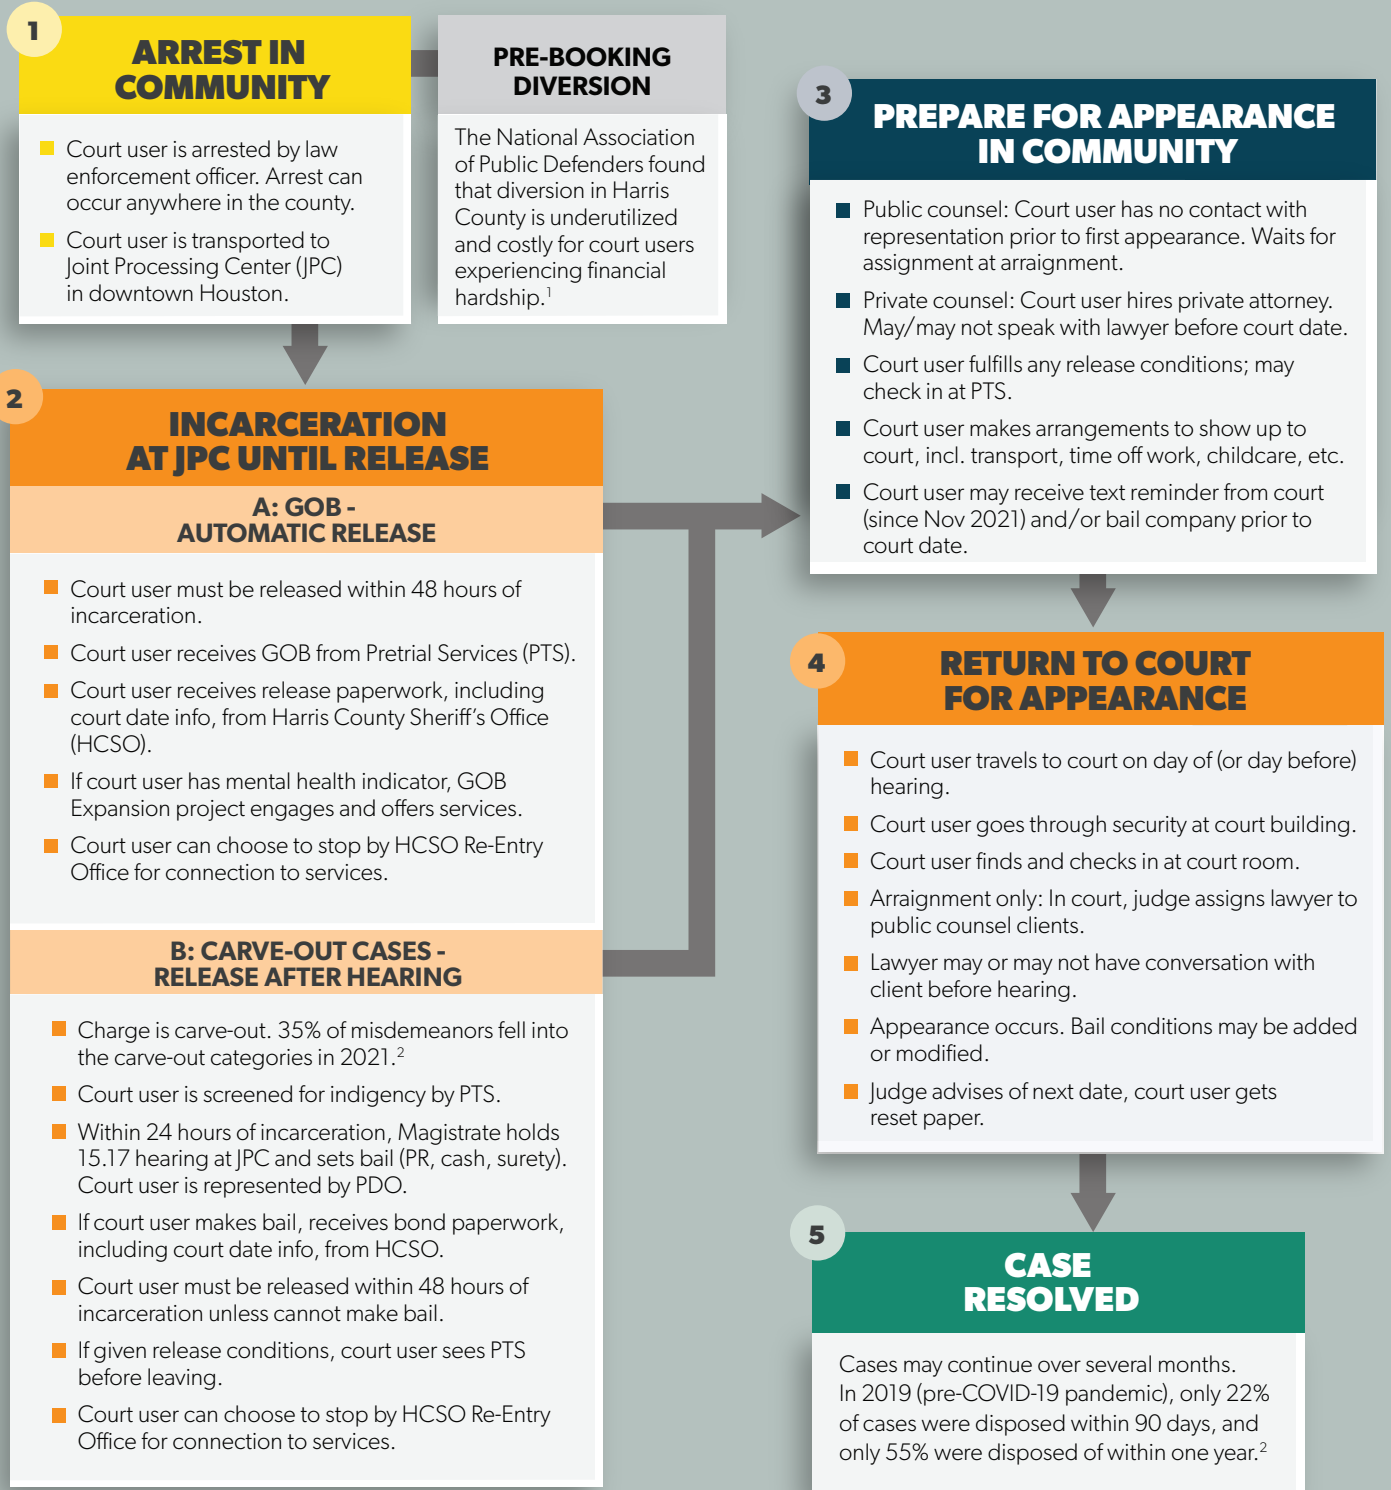 1
ARREST IN
COMMUNITY
Court user is arrested by law
enforcement officer. Arrest can
occur anywhere in the county.
Court user is transported to
Joint Processing Center (JPC)
in downtown Houston.
PRE-BOOKING
DIVERSION
The National Association
of Public Defenders found
that diversion in Harris
County is underutilized
and costly for court users
experiencing financial
hardship.1
2
INCARCERATION
AT JPC UNTIL RELEASE
A: GOB -
AUTOMATIC RELEASE
Court user must be released within 48 hours of
incarceration.
Court user receives GOB from Pretrial Services (PTS).
Court user receives release paperwork, including
court date info, from Harris County Sheriff's Office
(HCSO).
If court user has mental health indicator, GOB
Expansion project engages and offers services.
Court user can choose to stop by HCSO Re-Entry
Office for connection to services.
B: CARVE-OUT CASES -
RELEASE AFTER HEARING
Charge is carve-out. 35% of misdemeanors fell into
the carve-out categories in 2021.2
Court user is screened for indigency by PTS.
Within 24 hours of incarceration, Magistrate holds
15.17 hearing at JPC and sets bail (PR, cash, surety).
Court user is represented by PDO.
If court user makes bail, receives bond paperwork,
including court date info, from HCSO.
Court user must be released within 48 hours of
incarceration unless cannot make bail.
If given release conditions, court user sees PTS
before leaving.
Court user can choose to stop by HCSO Re-Entry
Office for connection to services.
3
PREPARE FOR APPEARANCE
IN COMMUNITY
Public counsel: Court user has no contact with
representation prior to first appearance. Waits for
assignment at arraignment.
Private counsel: Court user hires private attorney.
May/may not speak with lawyer before court date.
Court user fulfills any release conditions; may
check in at PTS.
Court user makes arrangements to show up to
court, incl. transport, time off work, childcare, etc.
Court user may receive text reminder from court
(since Nov 2021) and/or bail company prior to
court date.
4
RETURN TO COURT
FOR APPEARANCE
Court user travels to court on day of (or day before)
hearing.
Court user goes through security at court building.
Court user finds and checks in at court room.
Arraignment only: In court, judge assigns lawyer to
public counsel clients.
Lawyer may or may not have conversation with
client before hearing.
Appearance occurs. Bail conditions may be added
or modified.
Judge advises of next date, court user gets
reset paper.
5
CASE
RESOLVED
Cases may continue over several months.
In 2019 (pre-COVID-19 pandemic), only 22%
of cases were disposed within 90 days, and
only 55% were disposed of within one year.2